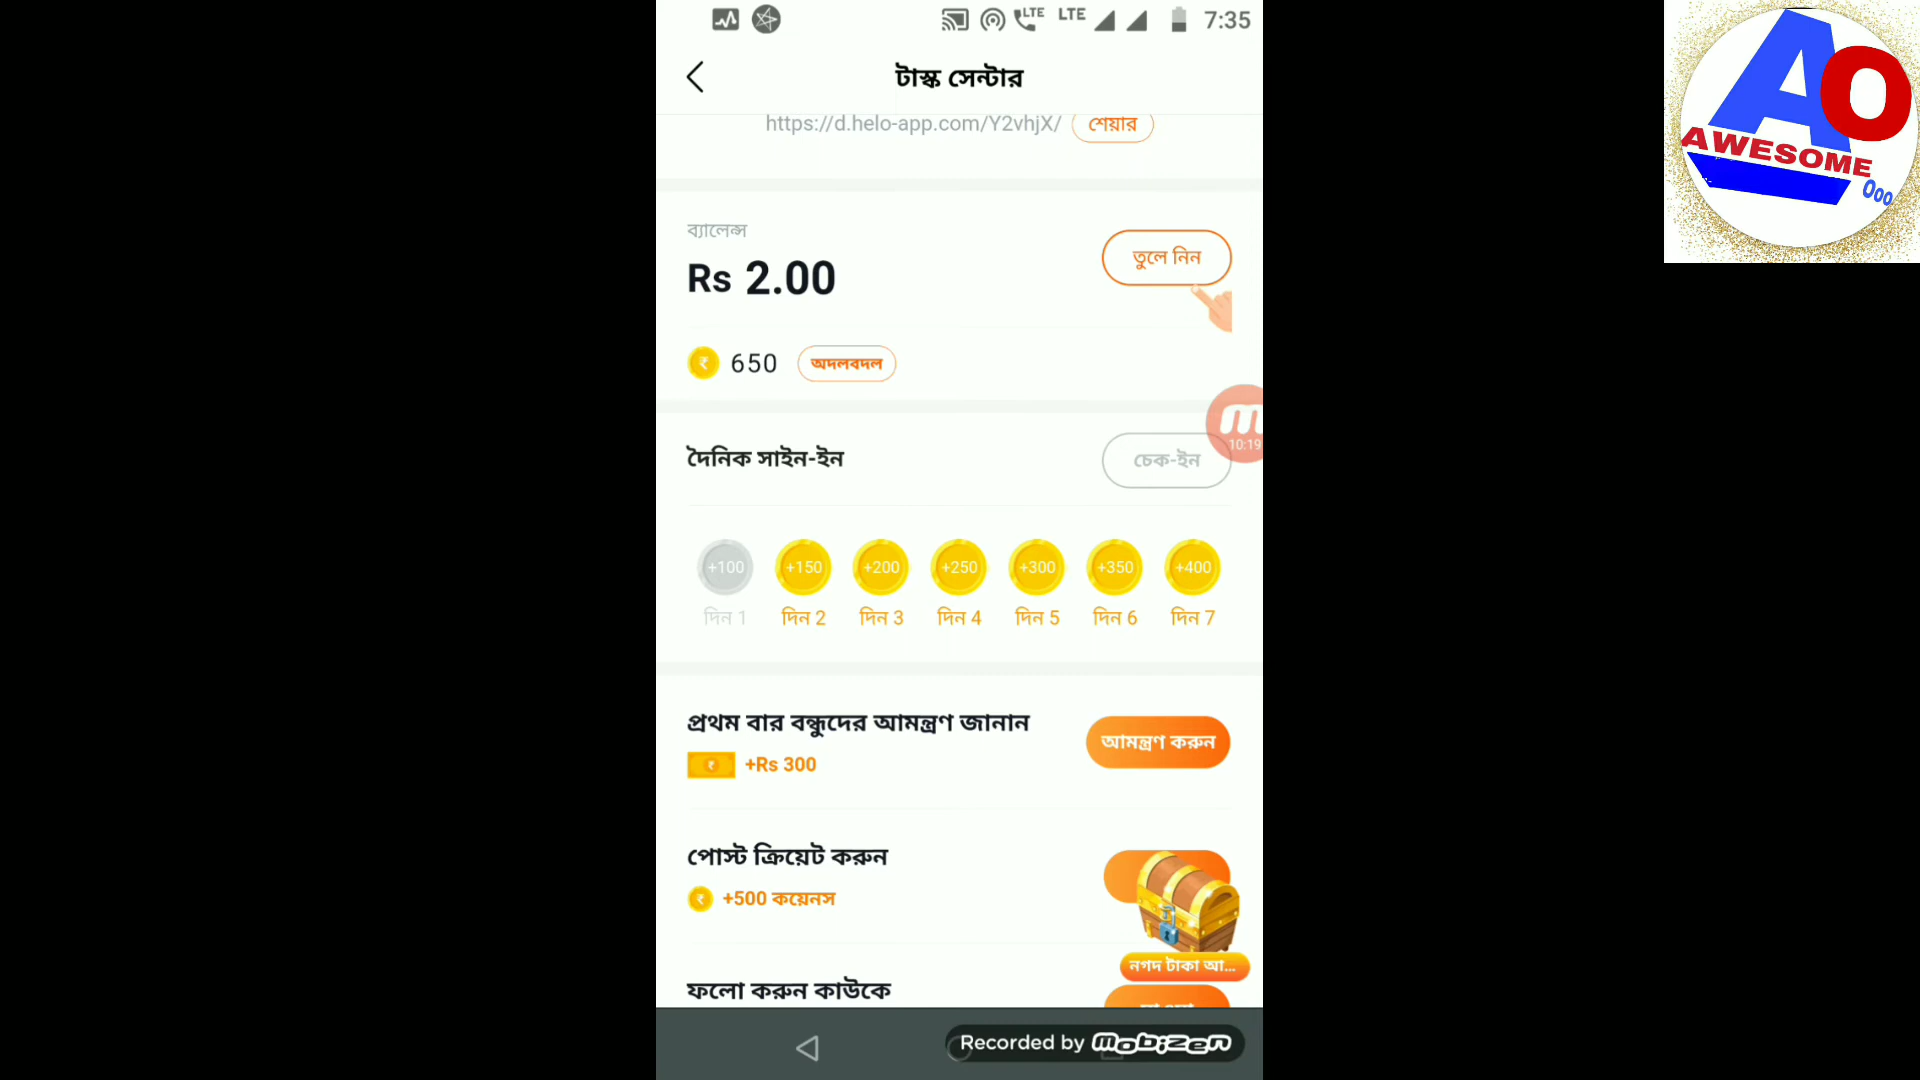 LTE LTE 7:35
টাস্ক সেন্টার
https://d.helo-app.com/Y2vhjX/ শেয়ার
ব্যালেন্স
Rs 2.00
তুলে নিন
650 অদলবদল
10:19
দৈনিক সাইন-ইন
চেক-ইন
+100 +150 +200 +250 +300 +350 +400
দিন 1 দিন 2 দিন 3 দিন 4 দিন 5 দিন 6 দিন 7
প্রথম বার বন্ধুদের আমন্ত্রণ জানান
+Rs 300
আমন্ত্রণ করুন
পোস্ট ক্রিয়েট করুন
+500 কয়েনস
নগদ টাকা আ...
ফলো করুন কাউকে
Recorded by mobizen
AO
AWESOME
Ooo